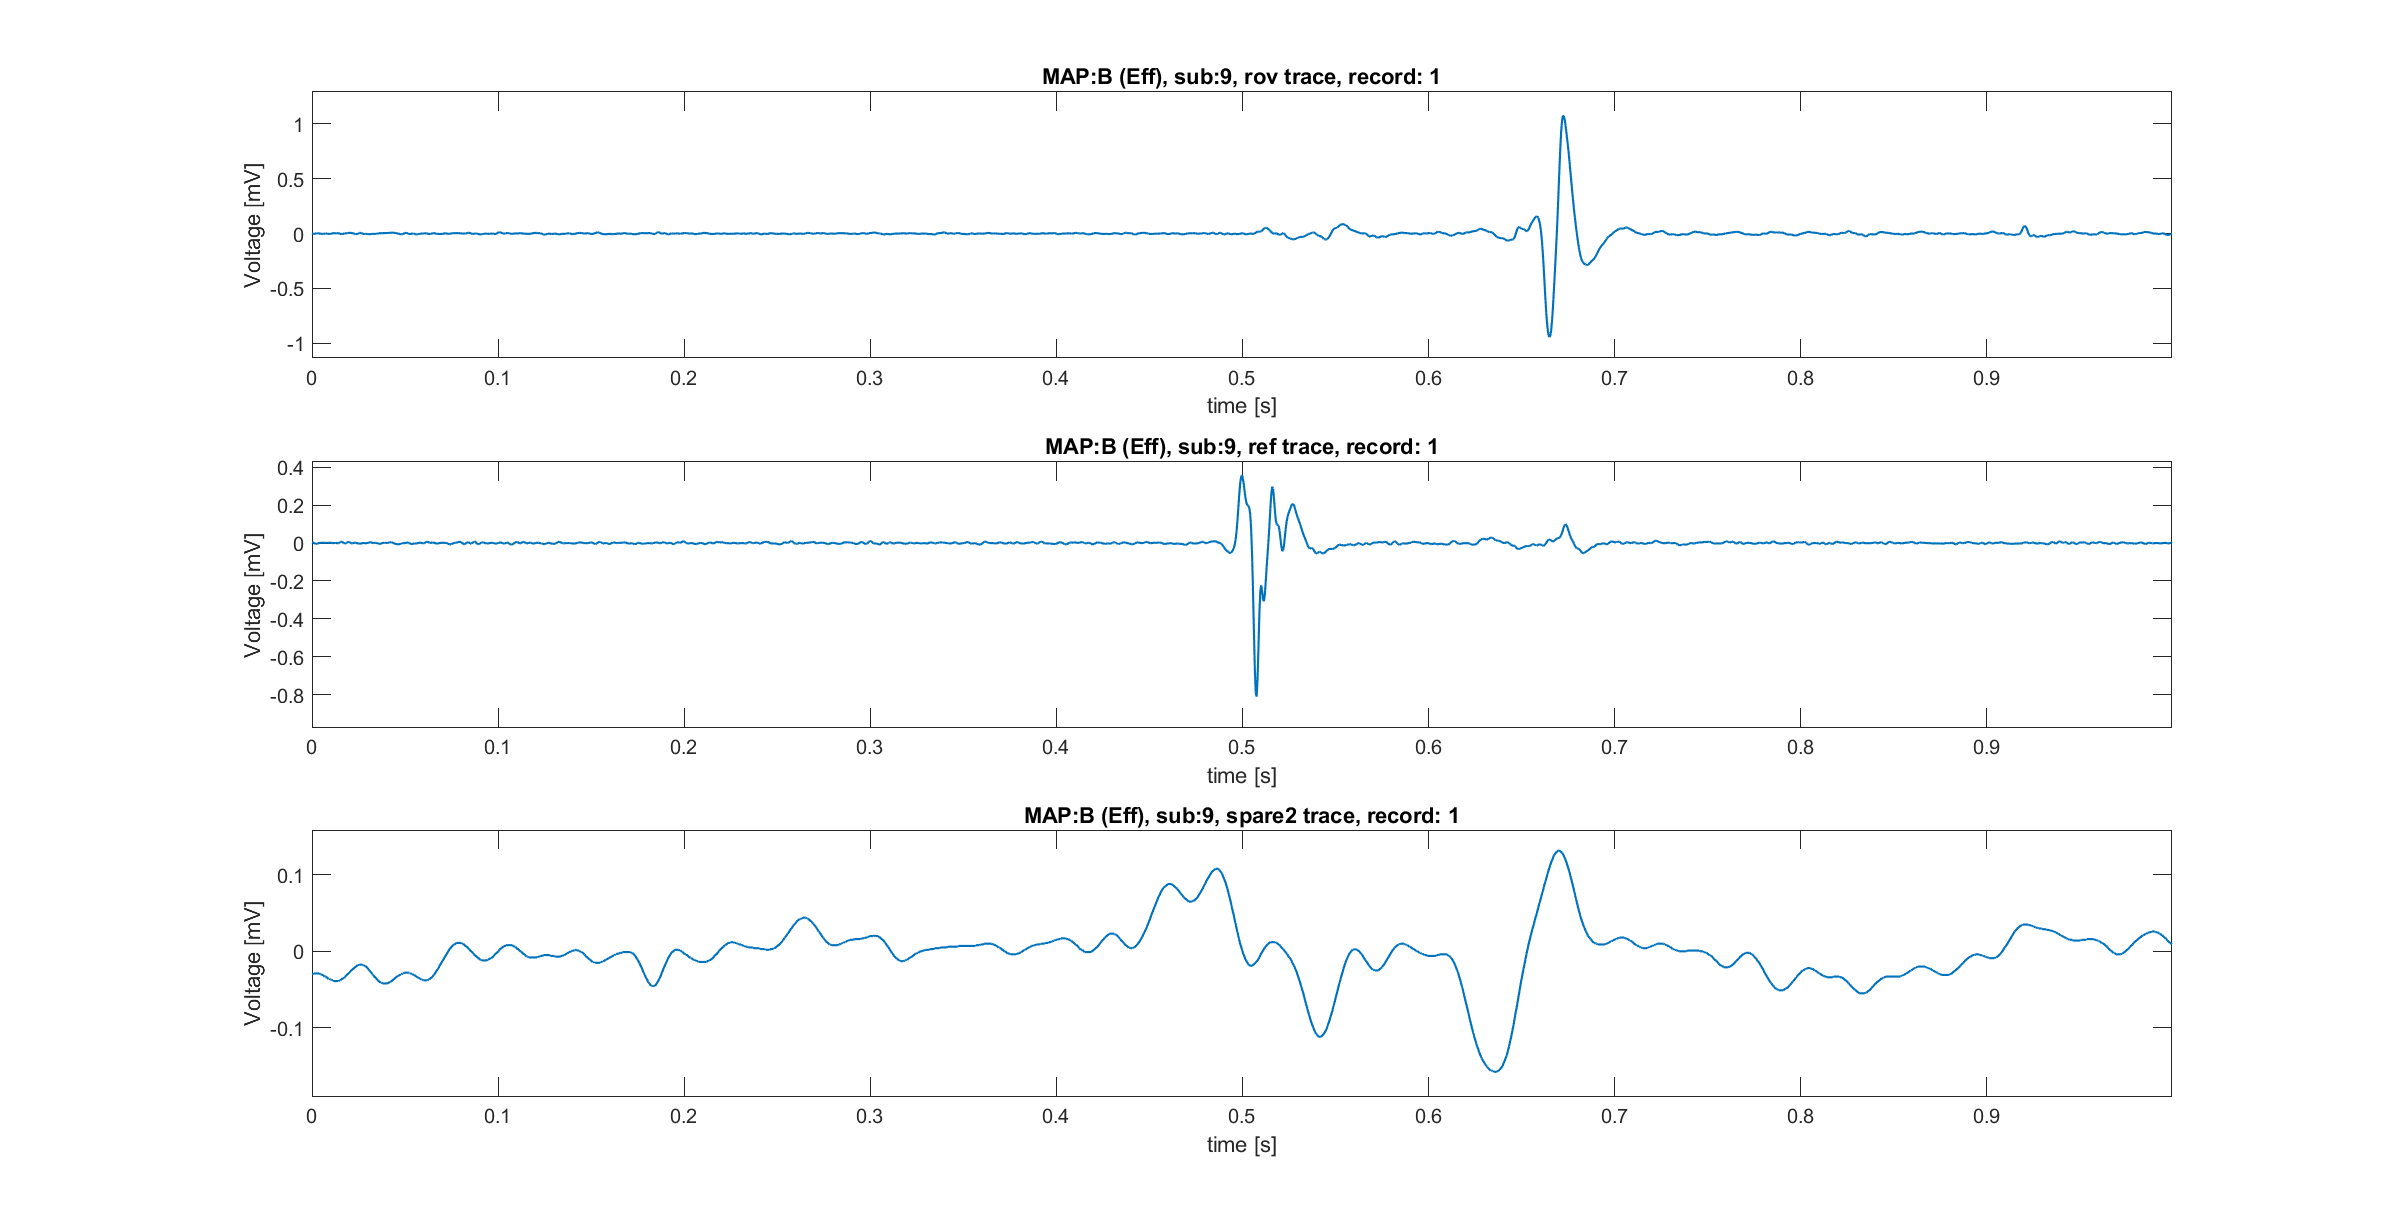 MAP:B (Eff), sub:9, rov trace, record: 1
Voltage [mV]
1
0.5
0
-0.5
-1
0 0.1 0.2 0.3 0.4 0.5 0.6 0.7 0.8 0.9
time [s]
MAP:B (Eff), sub:9, ref trace, record: 1
Voltage [mV]
0.4
0.2
0
-0.2
-0.4
-0.6
-0.8
0 0.1 0.2 0.3 0.4 0.5 0.6 0.7 0.8 0.9
time [s]
MAP:B (Eff), sub:9, spare2 trace, record: 1
Voltage [mV]
0.1
0
-0.1
0 0.1 0.2 0.3 0.4 0.5 0.6 0.7 0.8 0.9
time [s]